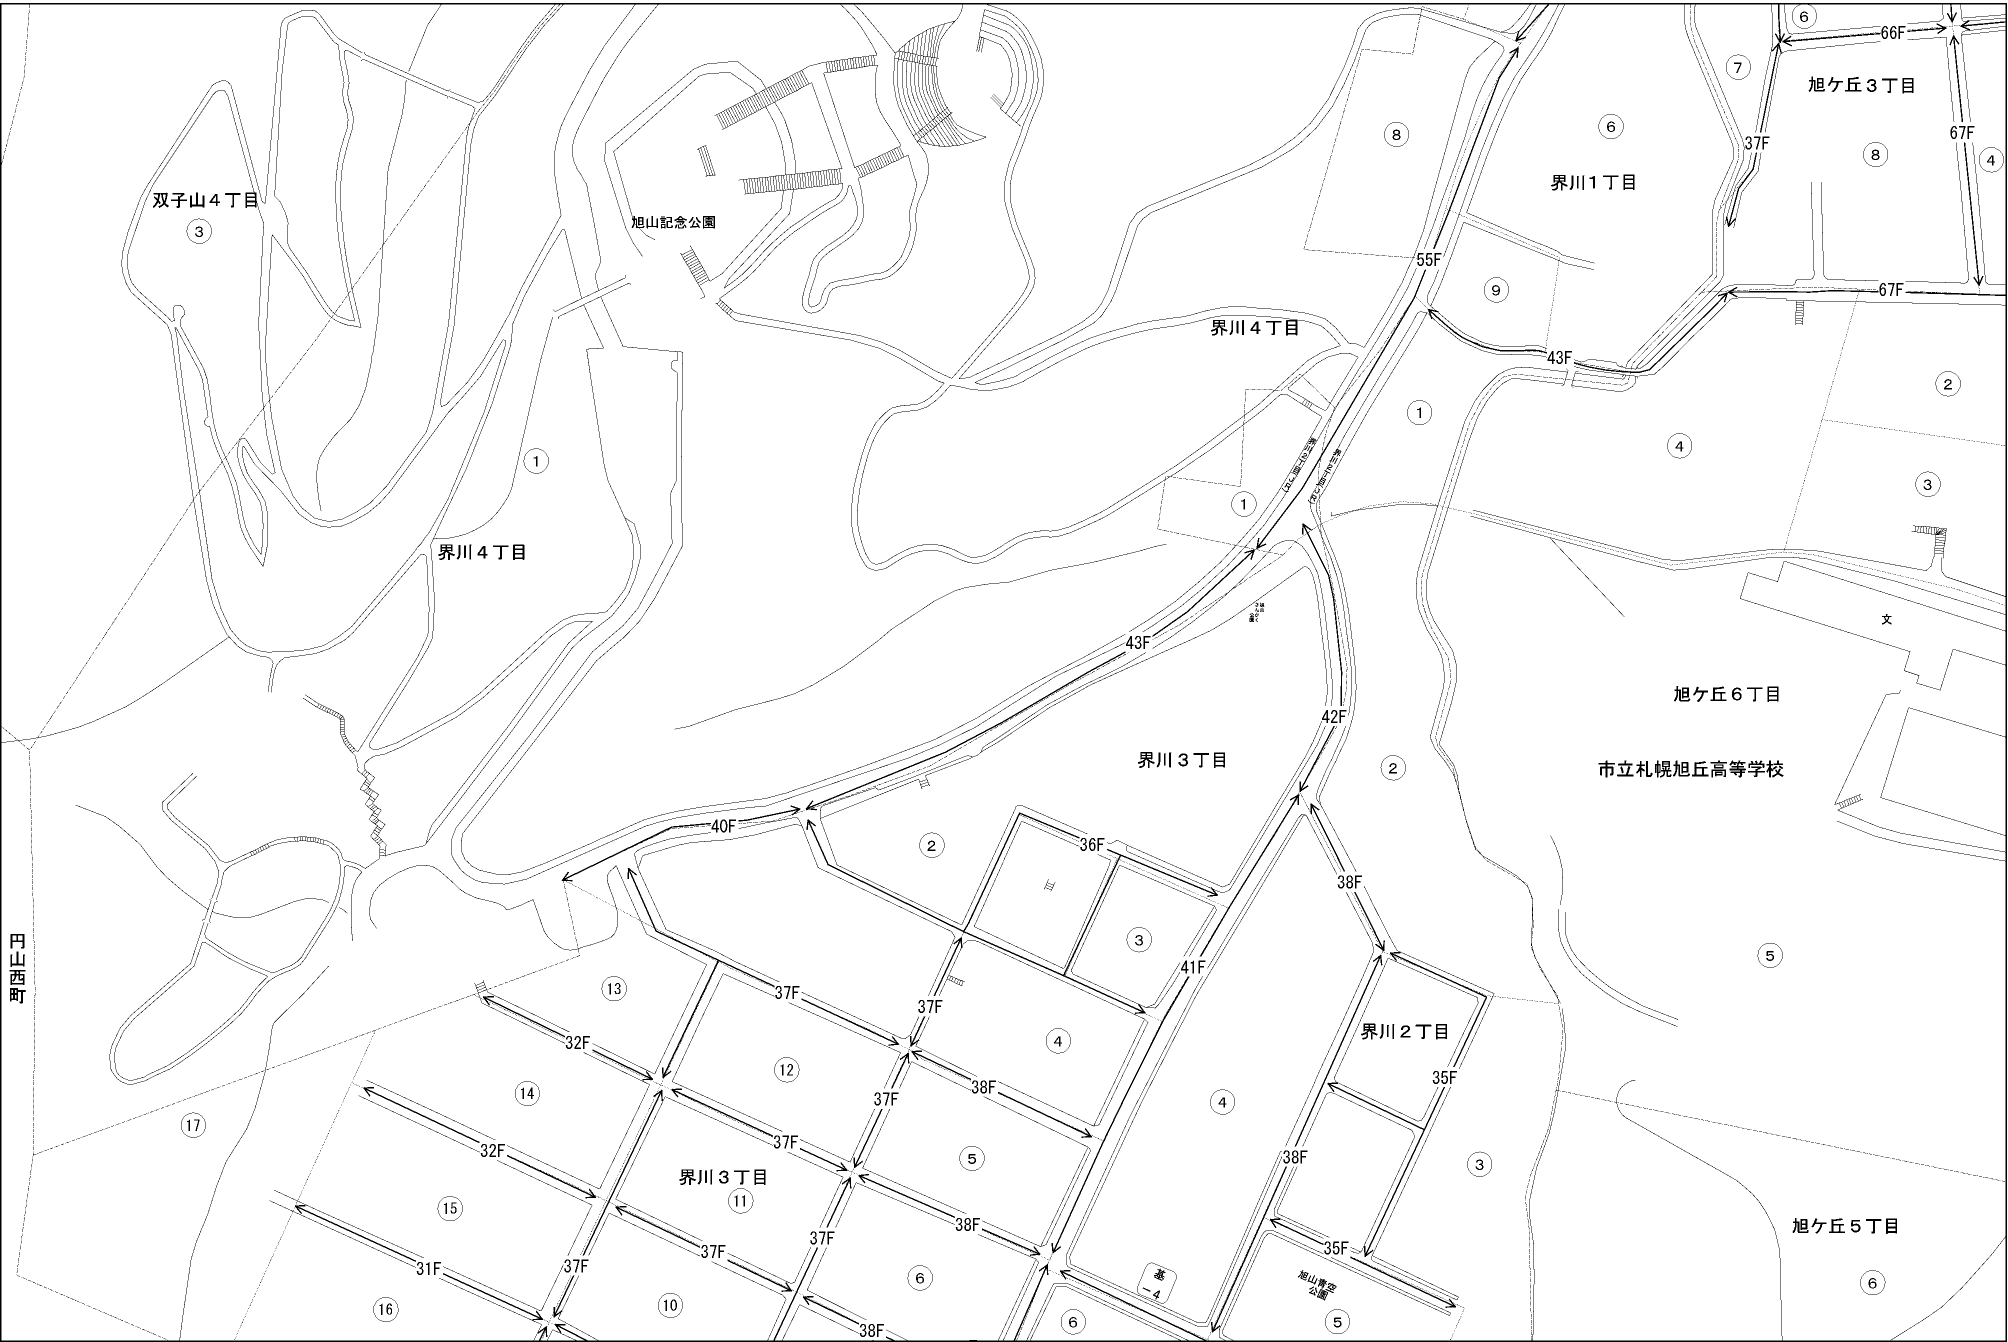 6
66F
7
旭ケ丘３丁目
8
67F
4
37F
8
6
界川１丁目
8
双子山４丁目
3
旭山記念公園
55F
9
67F
界川４丁目
43F
2
1
4
1
3
1
界川４丁目
43F
文
42F
旭ケ丘６丁目
界川３丁目
2
市立札幌旭丘高等学校
40F
2
36F
38F
3
円山西町
5
41F
13
37F
37F
32F
4
界川２丁目
12
38F
35F
14
37F
4
17
37F
32F
5
38F
3
界川３丁目
11
15
38F
37F
旭ケ丘５丁目
37F
35F
31F
37F
6
基
－4
旭山青空
公園
6
16
10
38F
6
5